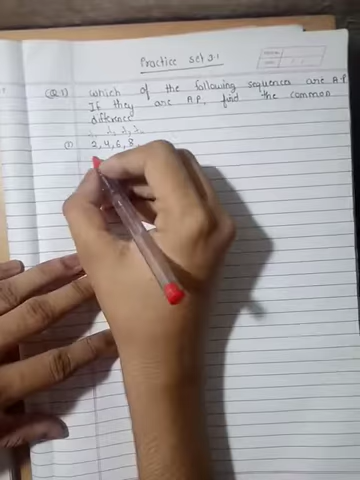 Practice Set 3.1
(Q.1) Which of the following sequences are A.P
If they are A.P. find the common
difference
(1) 2, 4, 6, 8,